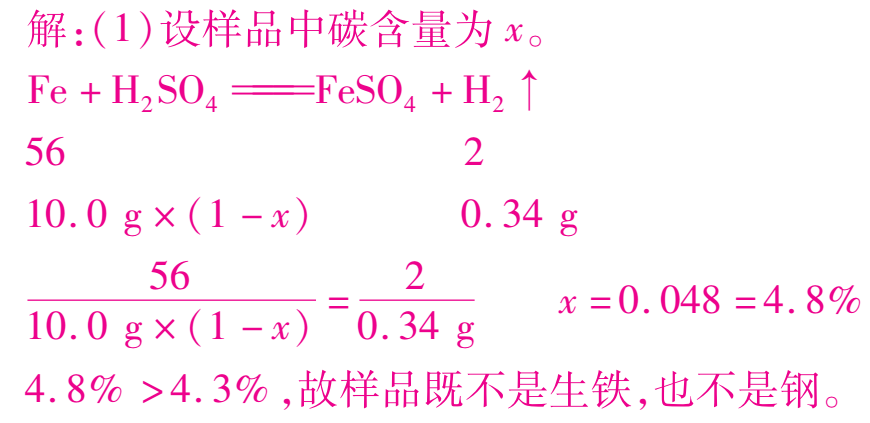 解:(1)设样品中碳含量为 x。
Fe + H₂SO₄ ═══ FeSO₄ + H₂↑
56 2
10.0 g×(1-x) 0.34 g
56/(10.0 g×(1-x)) = 2/(0.34 g) x=0.048=4.8%
4.8%>4.3%,故样品既不是生铁,也不是钢。